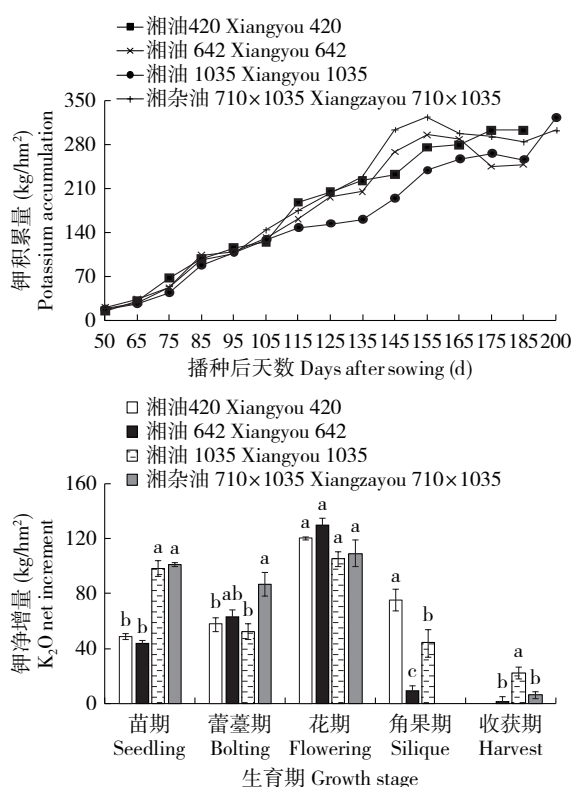 湘油420 Xiangyou 420
湘油 642 Xiangyou 642
湘油 1035 Xiangyou 1035
湘杂油 710×1035 Xiangzayou 710×1035
钾积累量 (kg/hm²)
Potassium accumulation
350
280
210
140
70
0
50 65 75 85 95 105 115 125 135 145 155 165 175 185 200
播种后天数 Days after sowing (d)
湘油420 Xiangyou 420
湘油 642 Xiangyou 642
湘油 1035 Xiangyou 1035
湘杂油 710×1035 Xiangzayou 710×1035
钾净增量 (kg/hm²)
K₂O net increment
160
120
80
40
0
b b a a
b ab b a
a a a a
a c b
b a b
苗期 蕾薹期 花期 角果期 收获期
Seedling Bolting Flowering Silique Harvest
生育期 Growth stage